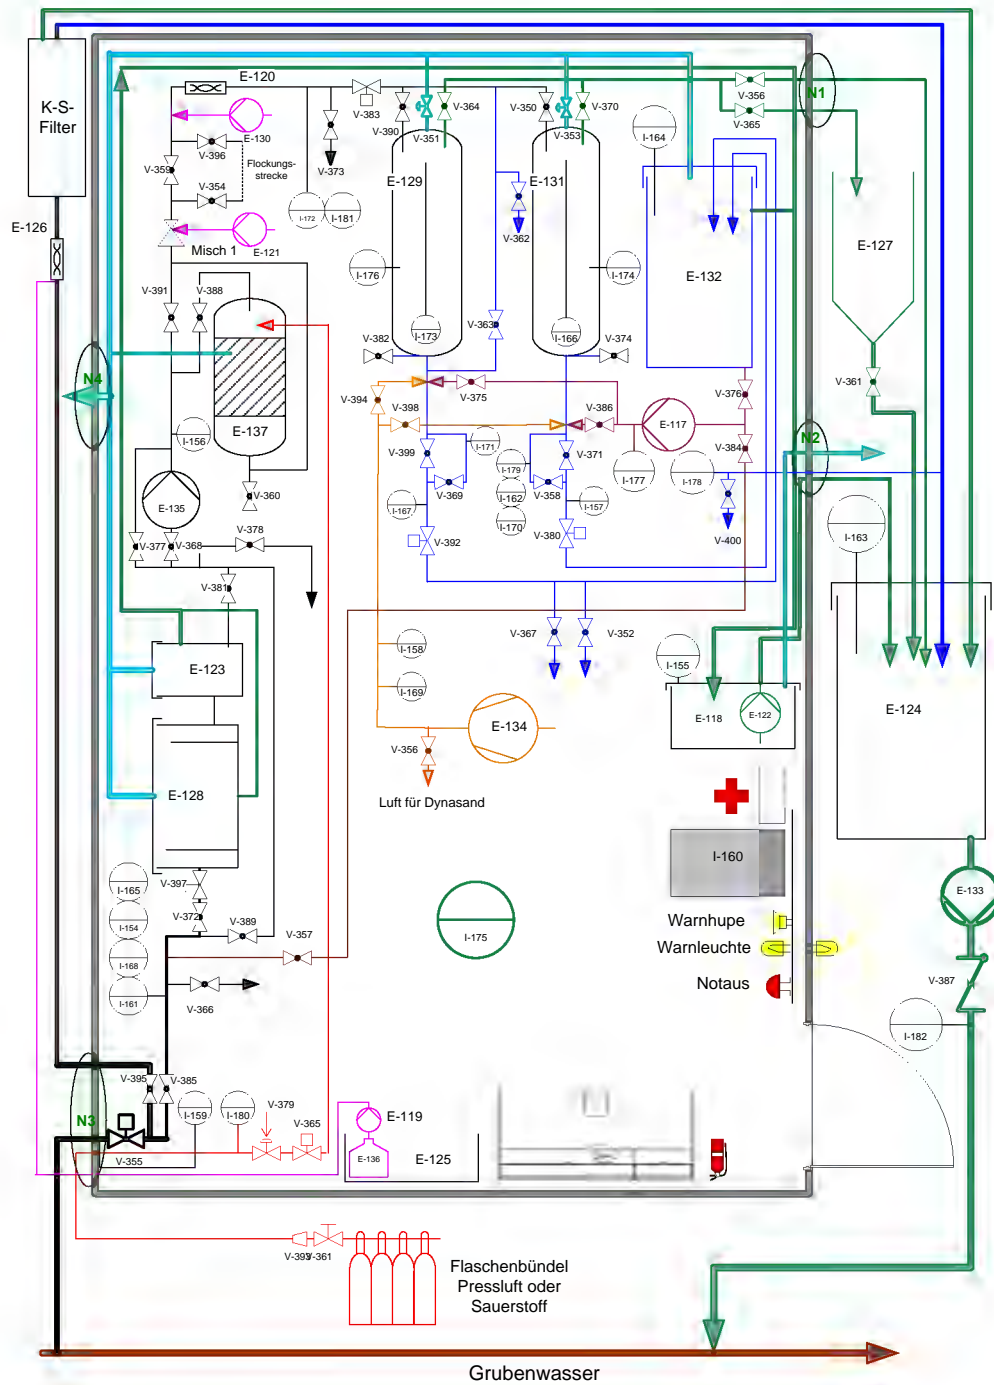 K-S-
Filter
E-126
E-120
V-383
V-390
V-364
V-351
V-350
V-370
V-353
V-356
V-365
N1
E-130
V-396
V-359
V-354
Flockungs-
strecke
V-373
E-129
E-131
I-164
I-172
I-181
V-362
E-121
Misch 1
E-127
E-132
I-176
I-174
V-391
V-388
I-173
V-363
I-166
V-382
V-374
N4
V-361
V-394
V-375
V-376
V-398
V-386
E-117
E-137
I-156
V-384
N2
V-399
I-171
V-371
I-179
V-369
V-358
I-177
I-178
V-360
E-135
I-167
I-162
I-157
I-170
V-378
V-377
V-368
V-392
V-380
V-400
I-163
V-381
V-367
V-352
E-123
I-158
I-155
I-169
E-118
E-122
E-124
E-134
V-356
Luft für Dynasand
E-128
I-160
I-165
V-397
E-133
I-154
V-372
V-389
V-357
I-175
Warnhupe
Warnleuchte
I-168
Notaus
V-387
I-161
V-366
I-182
V-395
V-385
N3
I-159
I-180
V-379
V-365
E-119
V-355
E-136
E-125
V-393
V-361
Flaschenbündel
Pressluft oder
Sauerstoff
Grubenwasser